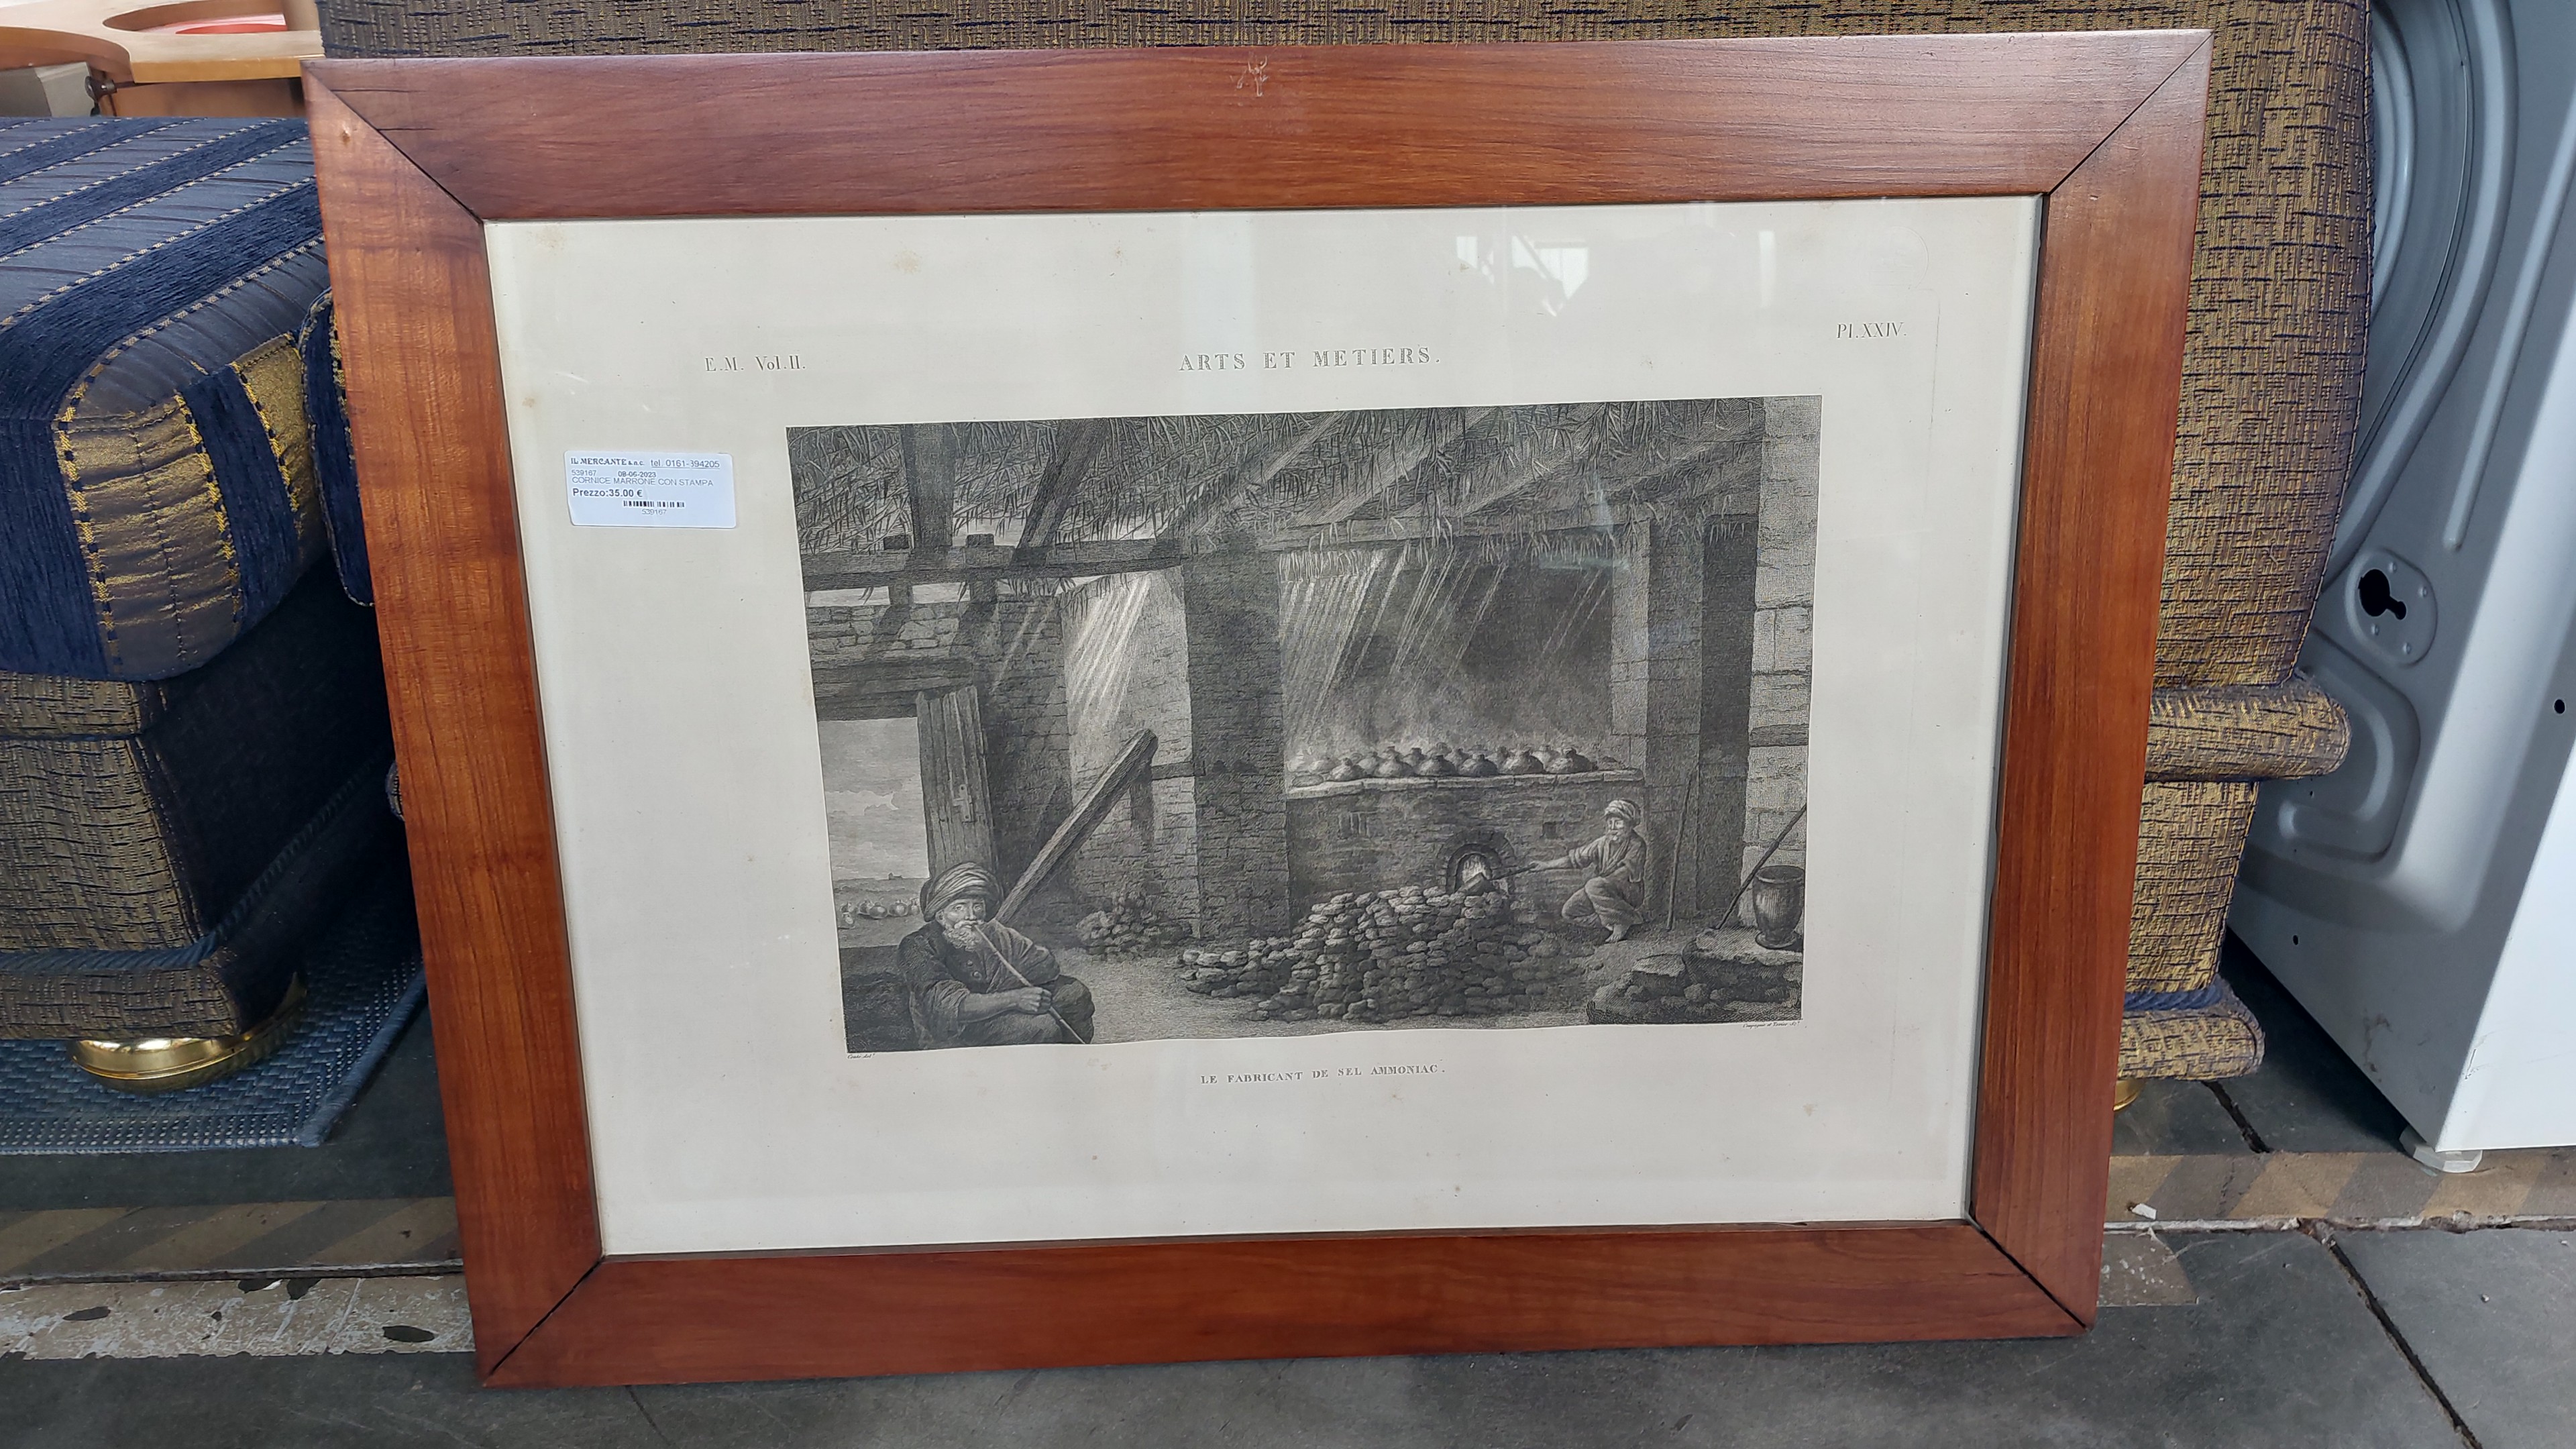 E.M. Vol. II.
ARTS ET METIERS.
Pl. XXIV.
IL MERCANTE s.n.c. tel. 0161-394205
539167 08-06-2023
CORNICE MARRONE CON STAMPA
Prezzo:35.00 €
539167
LE FABRICANT DE SEL AMMONIAC.